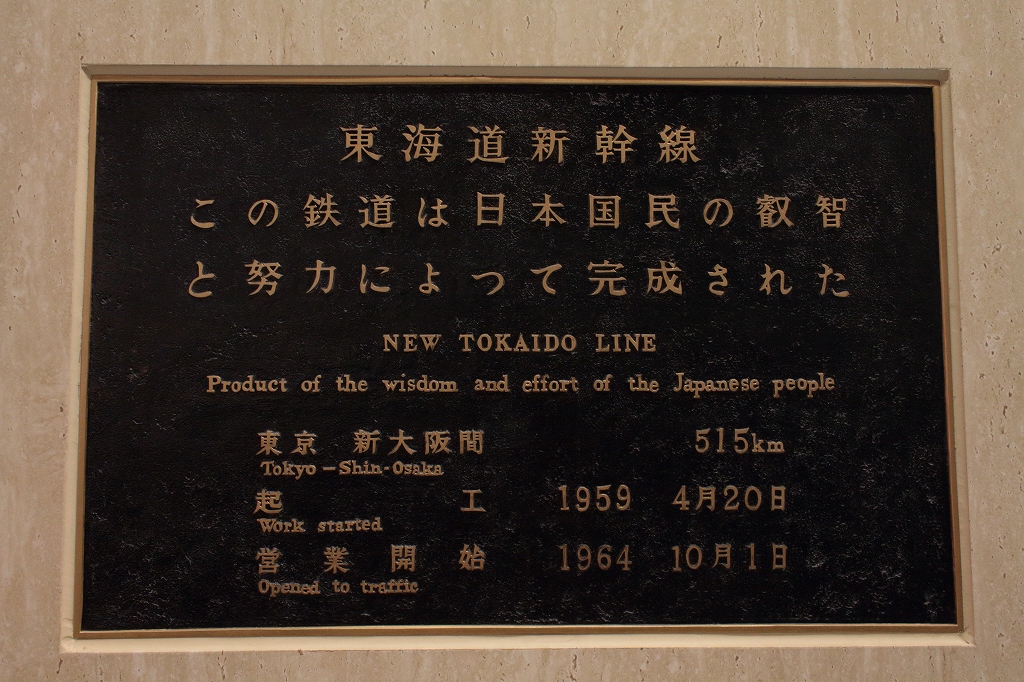 東海道新幹線
この鉄道は日本国民の叡智
と努力によつて完成された
NEW TOKAIDO LINE
Product of the wisdom and effort of the Japanese people
東京 新大阪間 515km
Tokyo－Shin-Osaka
起工 1959 4月20日
Work started
営業開始 1964 10月1日
Opened to traffic